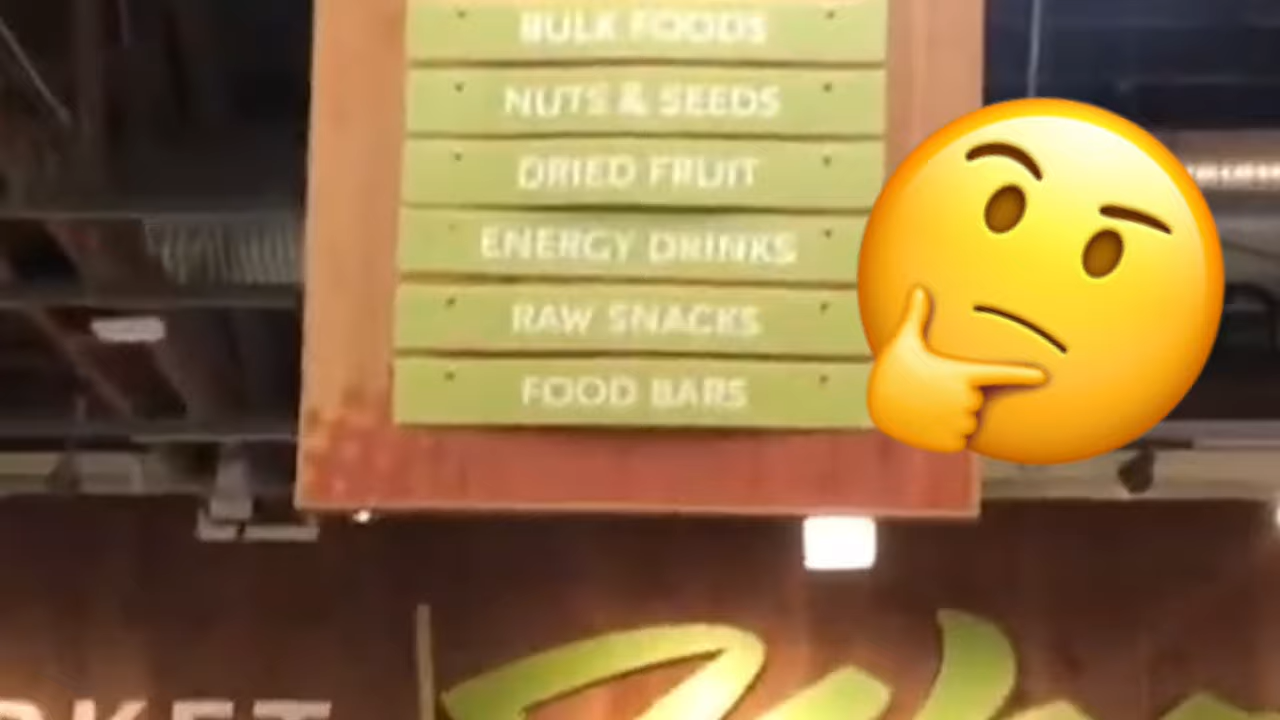 BULK FOODS
NUTS & SEEDS
DRIED FRUIT
ENERGY DRINKS
RAW SNACKS
FOOD BARS